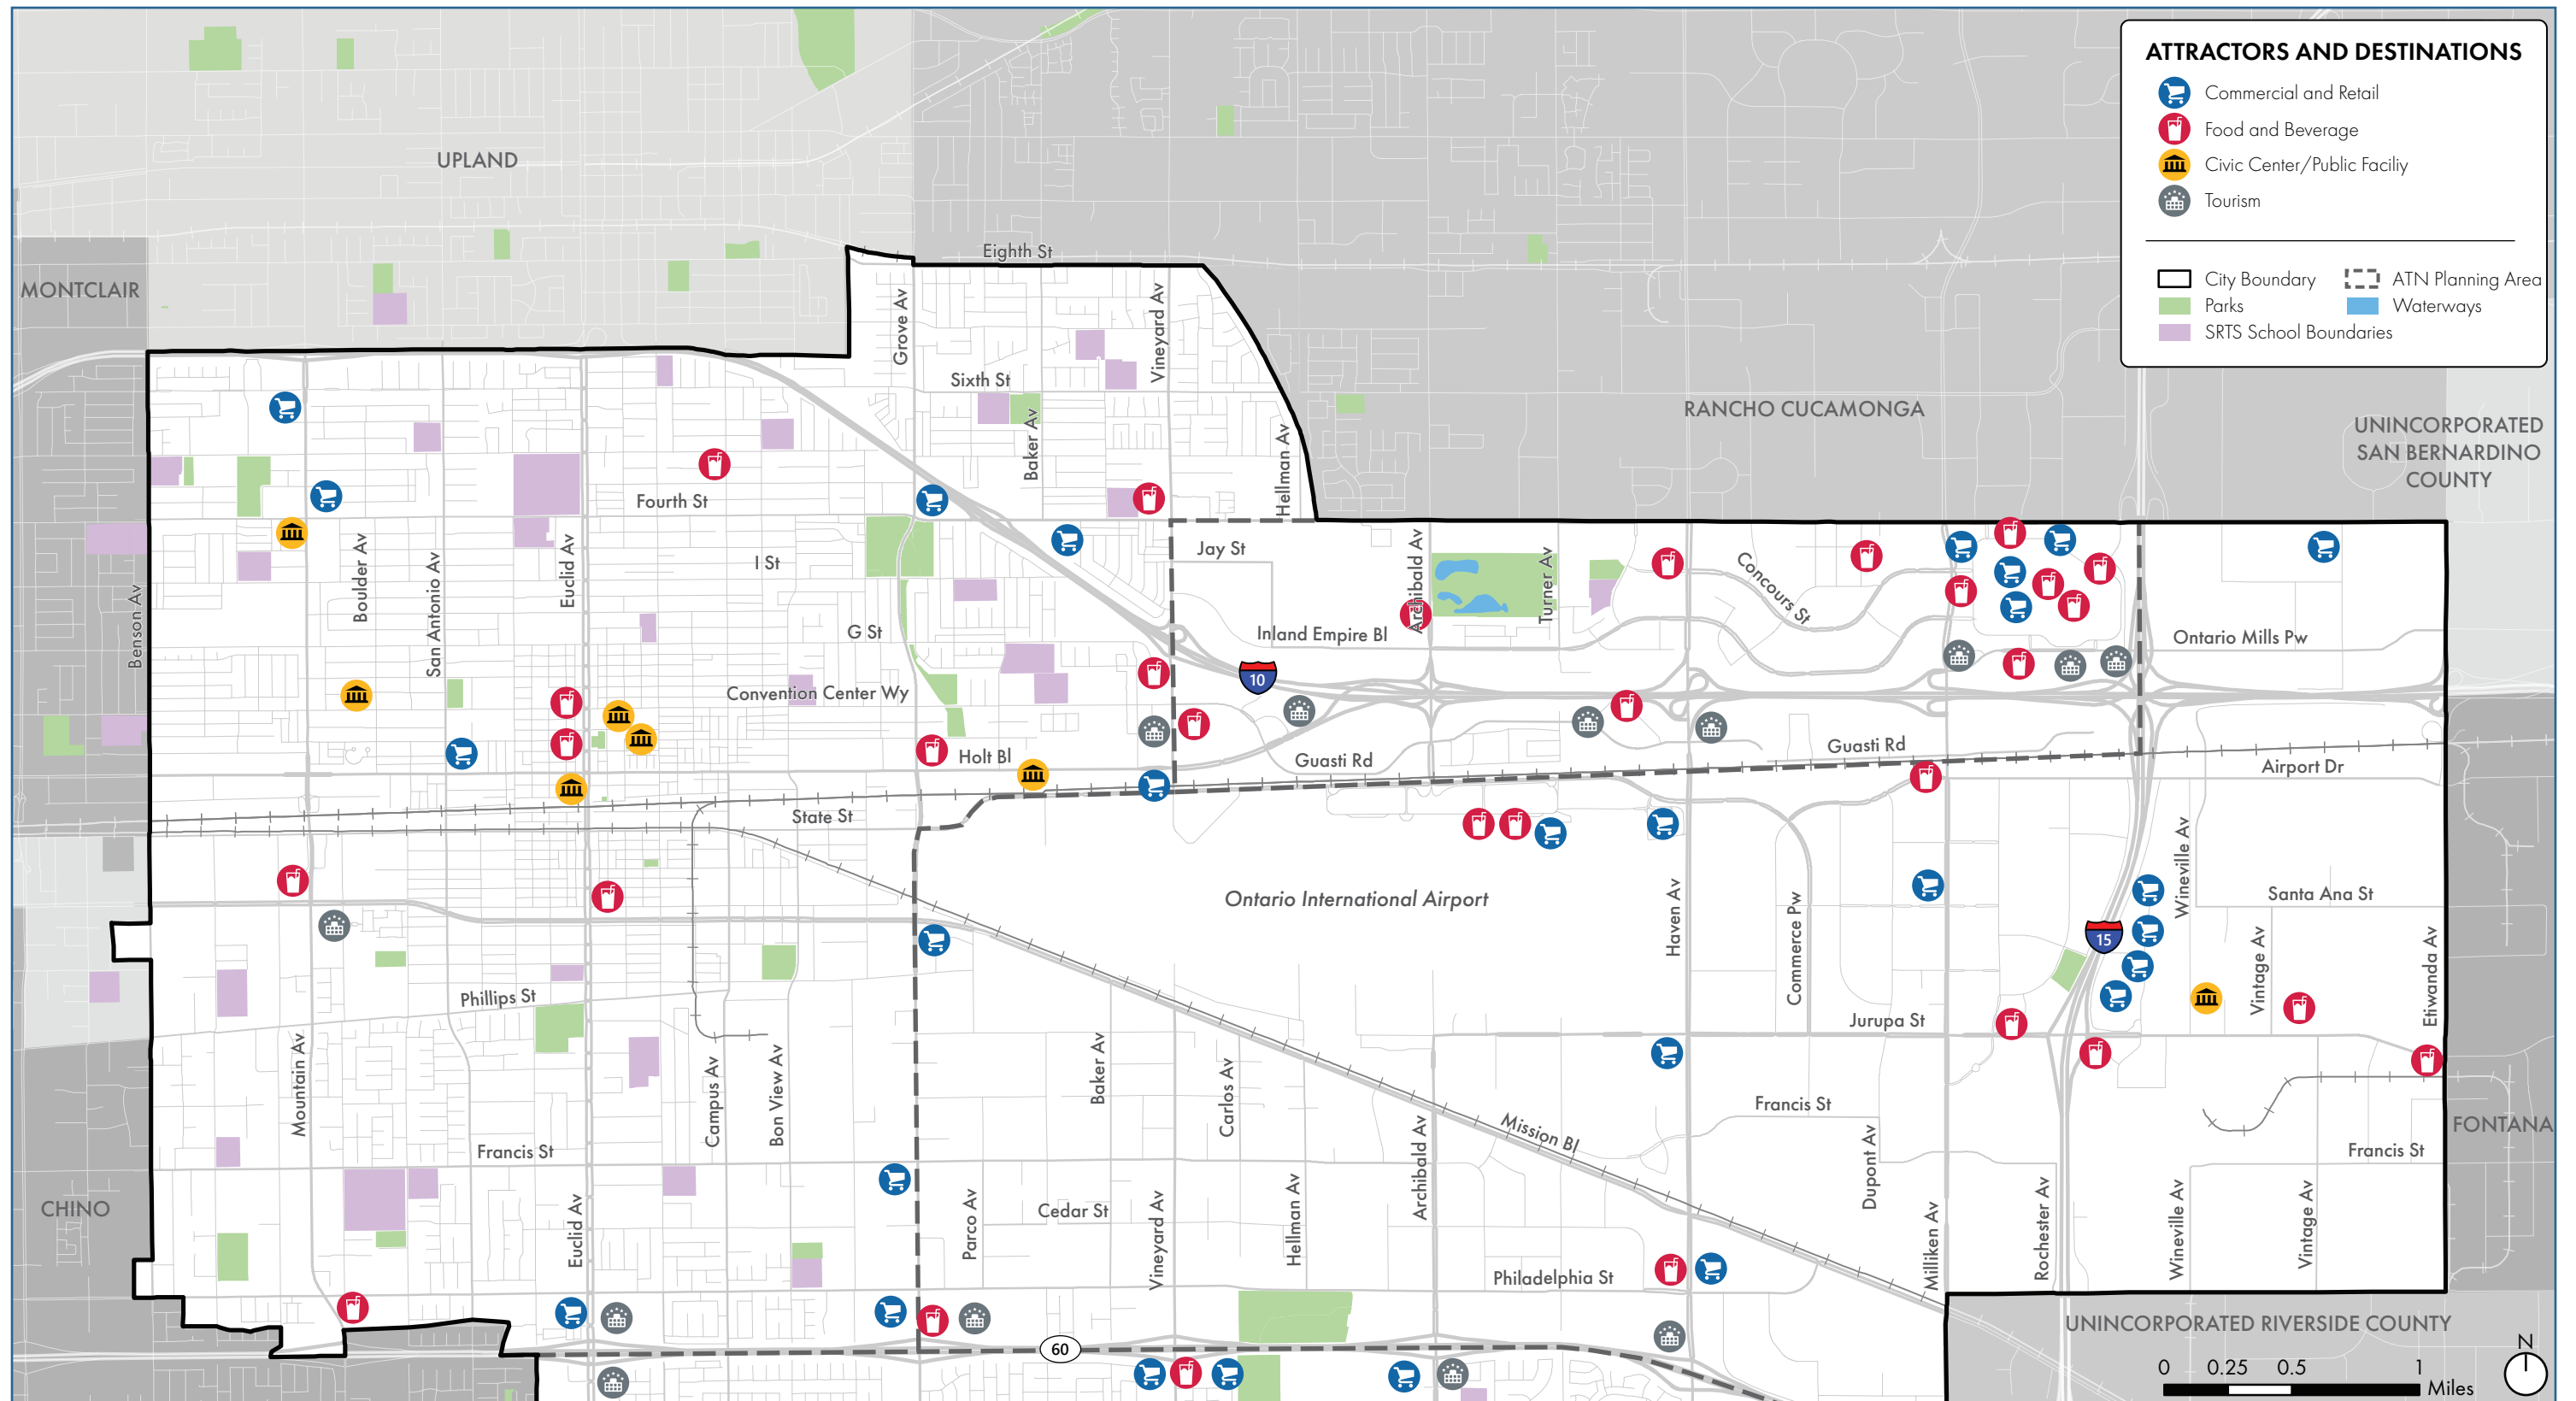 ATTRACTORS AND DESTINATIONS
Commercial and Retail
Food and Beverage
Civic Center/Public Faciliy
Tourism
City Boundary
ATN Planning Area
Parks
Waterways
SRTS School Boundaries
UPLAND
MONTCLAIR
Eighth St
Grove Av
Vineyard Av
Sixth St
Baker Av
Hellman Av
RANCHO CUCAMONGA
UNINCORPORATED
SAN BERNARDINO
COUNTY
Fourth St
Benson Av
Boulder Av
San Antonio Av
Euclid Av
I St
Jay St
Archibald Av
Turner Av
Concours St
G St
Inland Empire Bl
Ontario Mills Pw
10
Convention Center Wy
Holt Bl
Guasti Rd
Guasti Rd
Airport Dr
State St
Ontario International Airport
Haven Av
Commerce Pw
Wineville Av
Santa Ana St
15
Vintage Av
Etiwanda Av
Phillips St
Jurupa St
Mountain Av
Campus Av
Bon View Av
Baker Av
Carlos Av
Archibald Av
Mission Bl
Francis St
Dupont Av
FONTANA
Francis St
Francis St
CHINO
Euclid Av
Parco Av
Cedar St
Vineyard Av
Hellman Av
Milliken Av
Rochester Av
Wineville Av
Vintage Av
Philadelphia St
60
UNINCORPORATED RIVERSIDE COUNTY
N
0 0.25 0.5 1
Miles